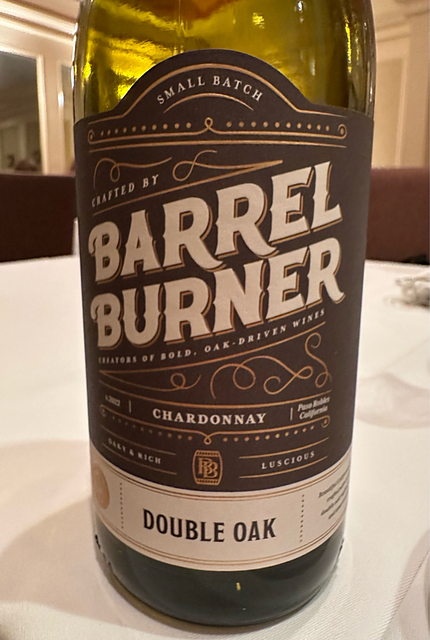 SMALL BATCH
CRAFTED BY
BARREL
BURNER
CREATORS OF BOLD, OAK-DRIVEN WINES
CHARDONNAY
Paso Robles
California
OAKY & RICH
BB
LUSCIOUS
DOUBLE OAK